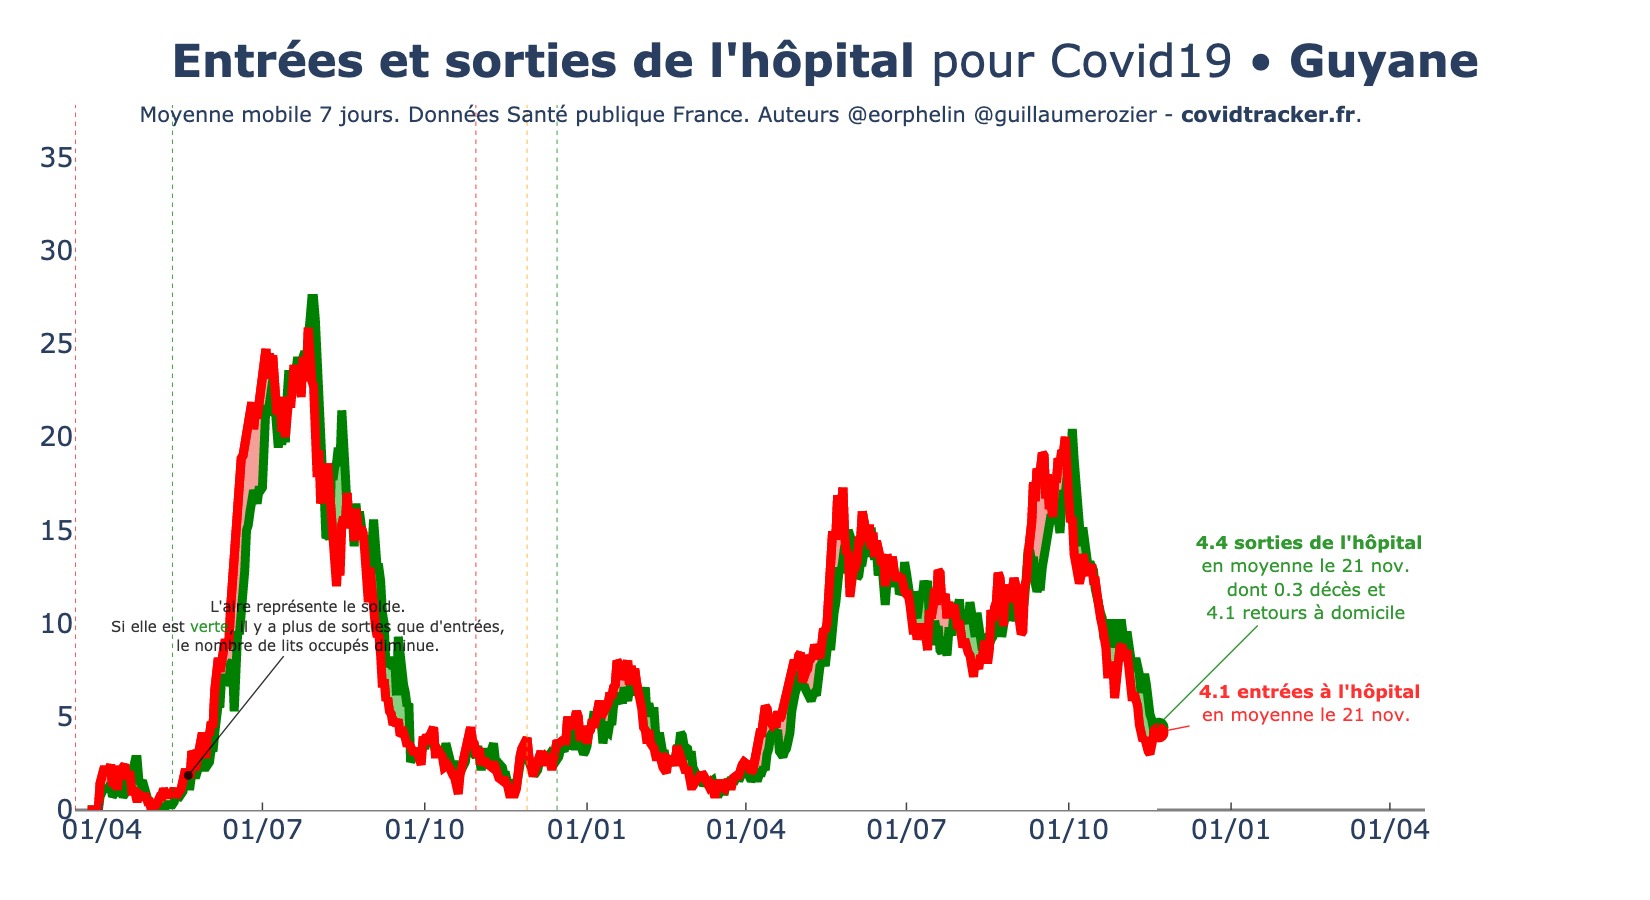 Entrées et sorties de l'hôpital pour Covid19 • Guyane
Moyenne mobile 7 jours. Données Santé publique France. Auteurs @eorphelin @guillaumerozier - covidtracker.fr.
35
30
25
20
15
10
5
0
4.4 sorties de l'hôpital
en moyenne le 21 nov.
dont 0.3 décès et
4.1 retours à domicile
L'aire représente le solde.
Si elle est verte, il y a plus de sorties que d'entrées,
le nombre de lits occupés diminue.
4.1 entrées à l'hôpital
en moyenne le 21 nov.
01/04 01/07 01/10 01/01 01/04 01/07 01/10 01/01 01/04